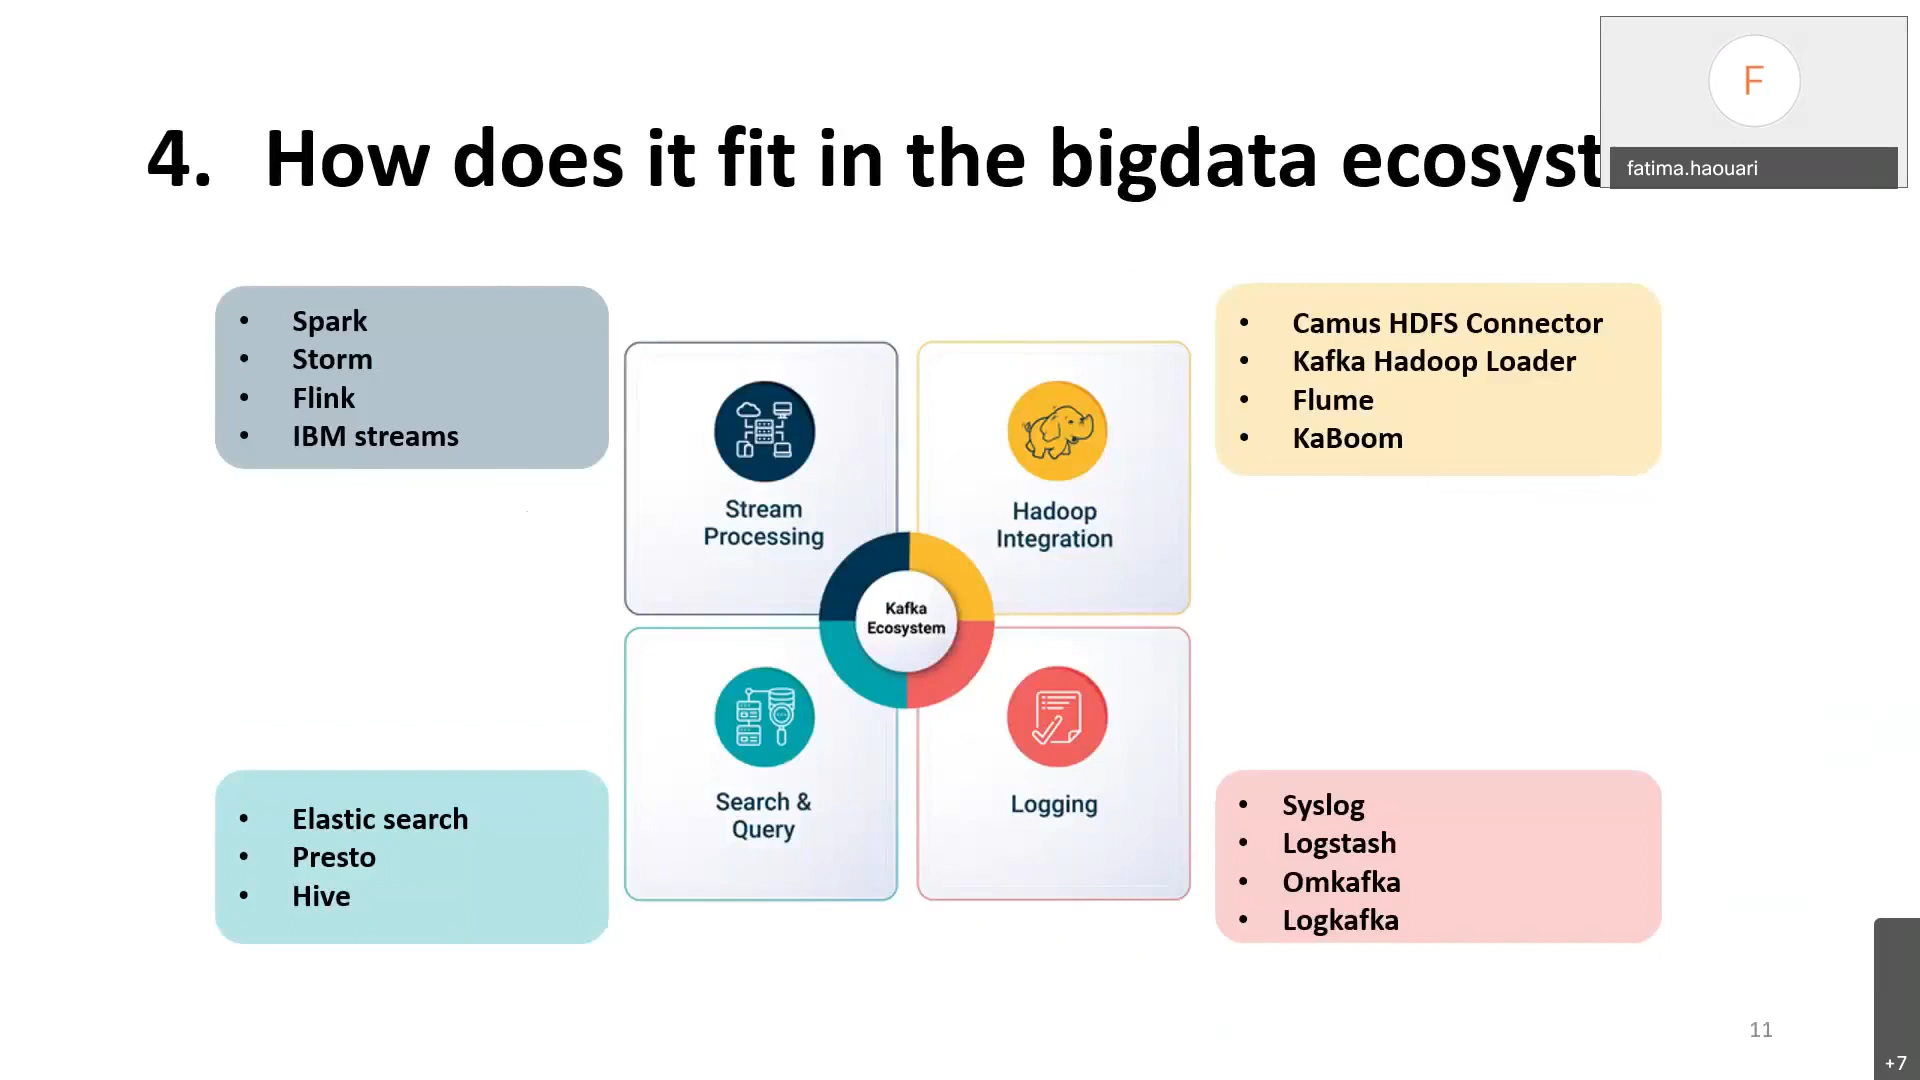 4. How does it fit in the bigdata ecosyst
F
fatima.haouari
• Spark
• Storm
• Flink
• IBM streams
Stream
Processing
Hadoop
Integration
• Camus HDFS Connector
• Kafka Hadoop Loader
• Flume
• KaBoom
Kafka
Ecosystem
• Elastic search
• Presto
• Hive
Search &
Query
Logging
• Syslog
• Logstash
• Omkafka
• Logkafka
11
+7